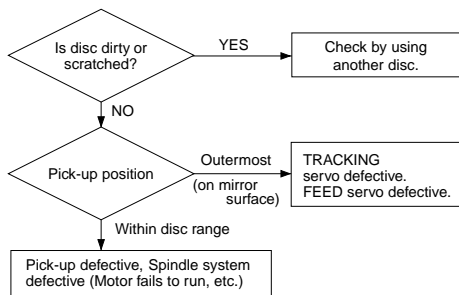 Is disc dirty or
scratched?
YES
Check by using
another disc.
NO
Pick-up position
Outermost
(on mirror
surface)
TRACKING
servo defective.
FEED servo defective.
Within disc range
Pick-up defective, Spindle system
defective (Motor fails to run, etc.)